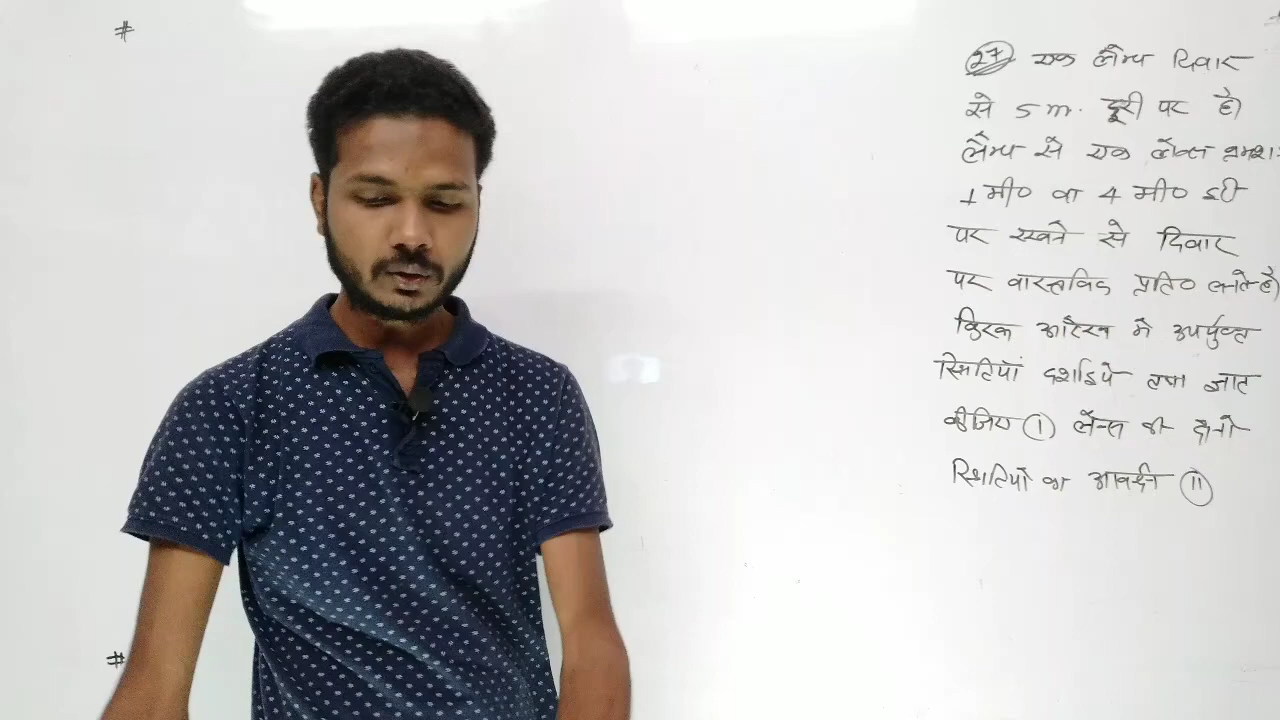 #
27 एक लैम्प दिवार
से 5 m. दूरी पर है।
लैम्प से एक लेन्स क्रमशः
1 मी० वा 4 मी० दूरी
पर रखने से दिवार
पर वास्तविक प्रति० बनते है।
किरण आरेख में उपर्युक्त
स्थितियां दर्शाइये तथा ज्ञात
कीजिए (I) लेन्स की दोनो
स्थितियों का आवर्धन (II)
#